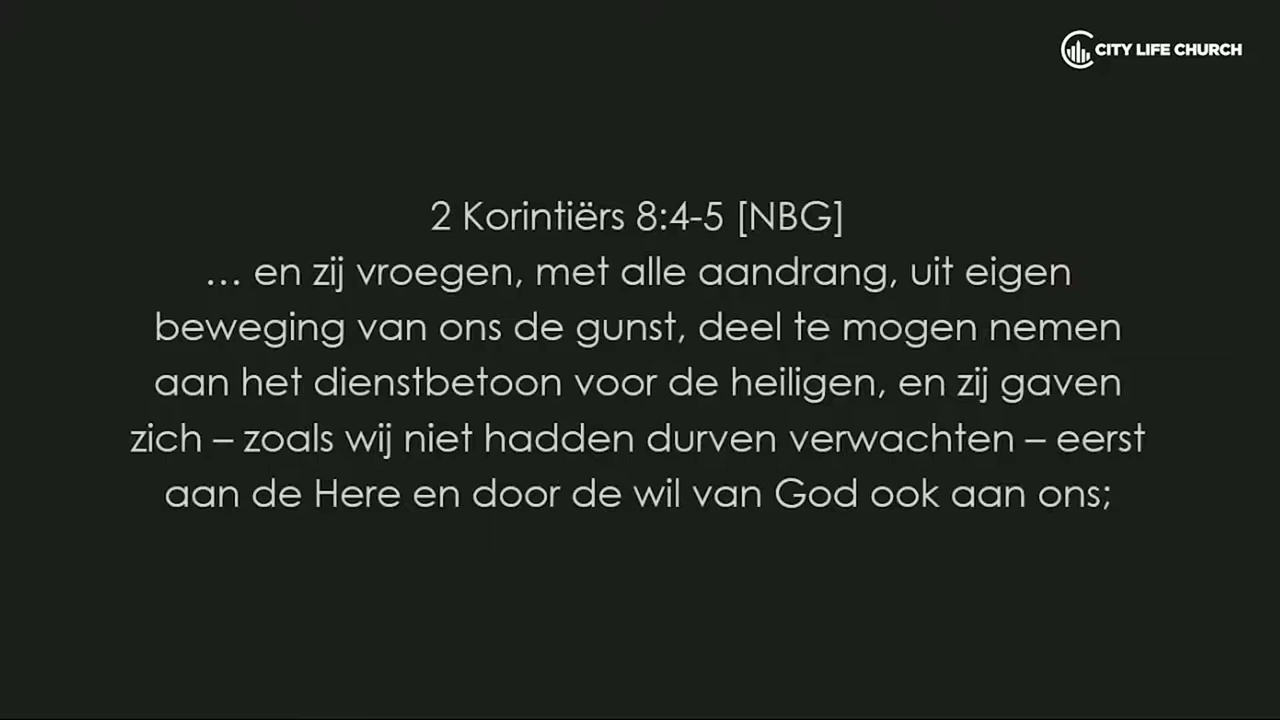 CITY LIFE CHURCH
2 Korintiërs 8:4-5 [NBG]
… en zij vroegen, met alle aandrang, uit eigen
beweging van ons de gunst, deel te mogen nemen
aan het dienstbetoon voor de heiligen, en zij gaven
zich – zoals wij niet hadden durven verwachten – eerst
aan de Here en door de wil van God ook aan ons;